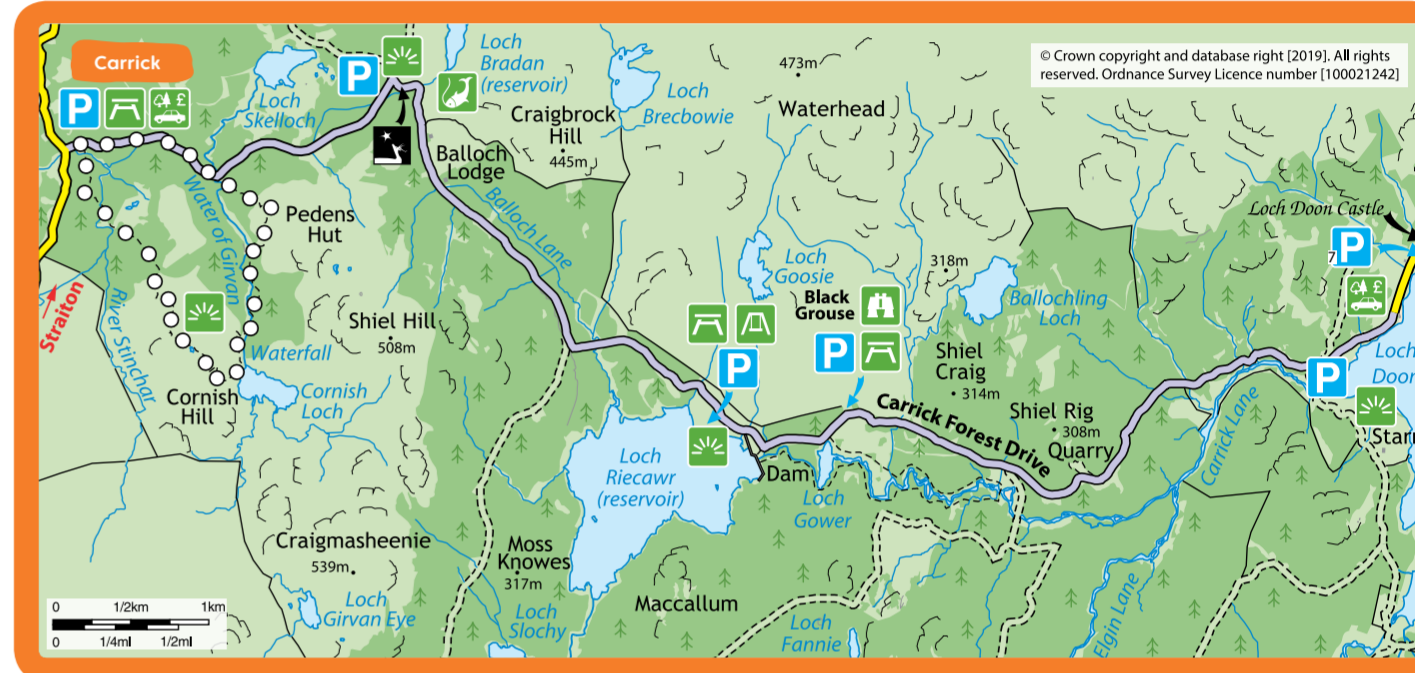 Carrick
P
£
P
Loch
Bradan
(reservoir)
Loch
Skelloch
Craigbrock
Hill
445m
Balloch
Lodge
Balloch Lane
Loch
Brecbowie
473m
Waterhead
© Crown copyright and database right [2019]. All rights
reserved. Ordnance Survey Licence number [100021242]
Water of Girvan
Pedens
Hut
Straiton
River Stinchar
Shiel Hill
508m
Waterfall
Cornish
Hill
Cornish
Loch
Loch
Goosie
Black
Grouse
P
P
318m
Ballochling
Loch
Shiel
Craig
314m
Shiel Rig
308m
Quarry
Carrick Forest Drive
Loch Doon Castle
7
P
£
P
Loch
Doon
Carrick Lane
Starr
Loch
Riecawr
(reservoir)
Dam
Loch
Gower
Craigmasheenie
539m
Moss
Knowes
317m
Loch
Girvan Eye
Loch
Slochy
Maccallum
Loch
Fannie
Elgin Lane
0 1/2km 1km
0 1/4ml 1/2ml